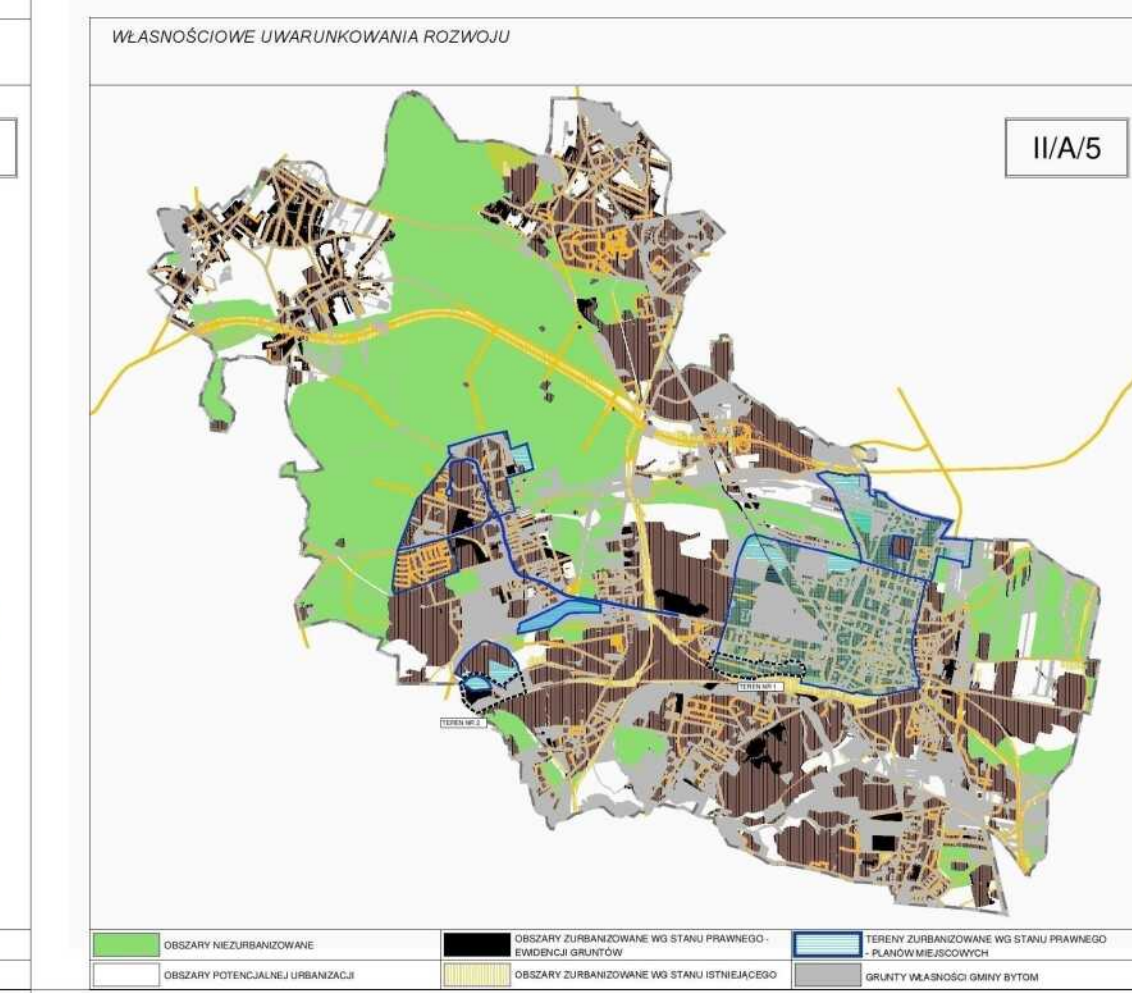 WŁASNOŚCIOWE UWARUNKOWANIA ROZWOJU
II/A/5
TEREN NR 1
TEREN NR 2
OBSZARY NIEZURBANIZOWANE
OBSZARY ZURBANIZOWANE WG STANU PRAWNEGO -
EWIDENCJI GRUNTÓW
TERENY ZURBANIZOWANE WG STANU PRAWNEGO
- PLANÓW MIEJSCOWYCH
OBSZARY POTENCJALNEJ URBANIZACJI
OBSZARY ZURBANIZOWANE WG STANU ISTNIEJĄCEGO
GRUNTY WŁASNOŚCI GMINY BYTOM